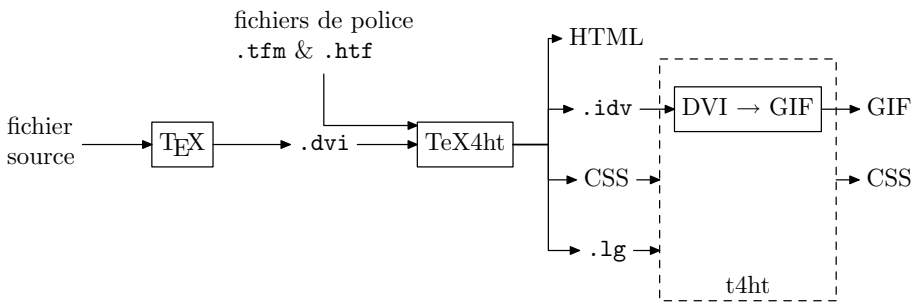 fichiers de police
.tfm & .htf
HTML
.idv
DVI → GIF
GIF
fichier
source
TEX
.dvi
TeX4ht
CSS
CSS
.lg
t4ht